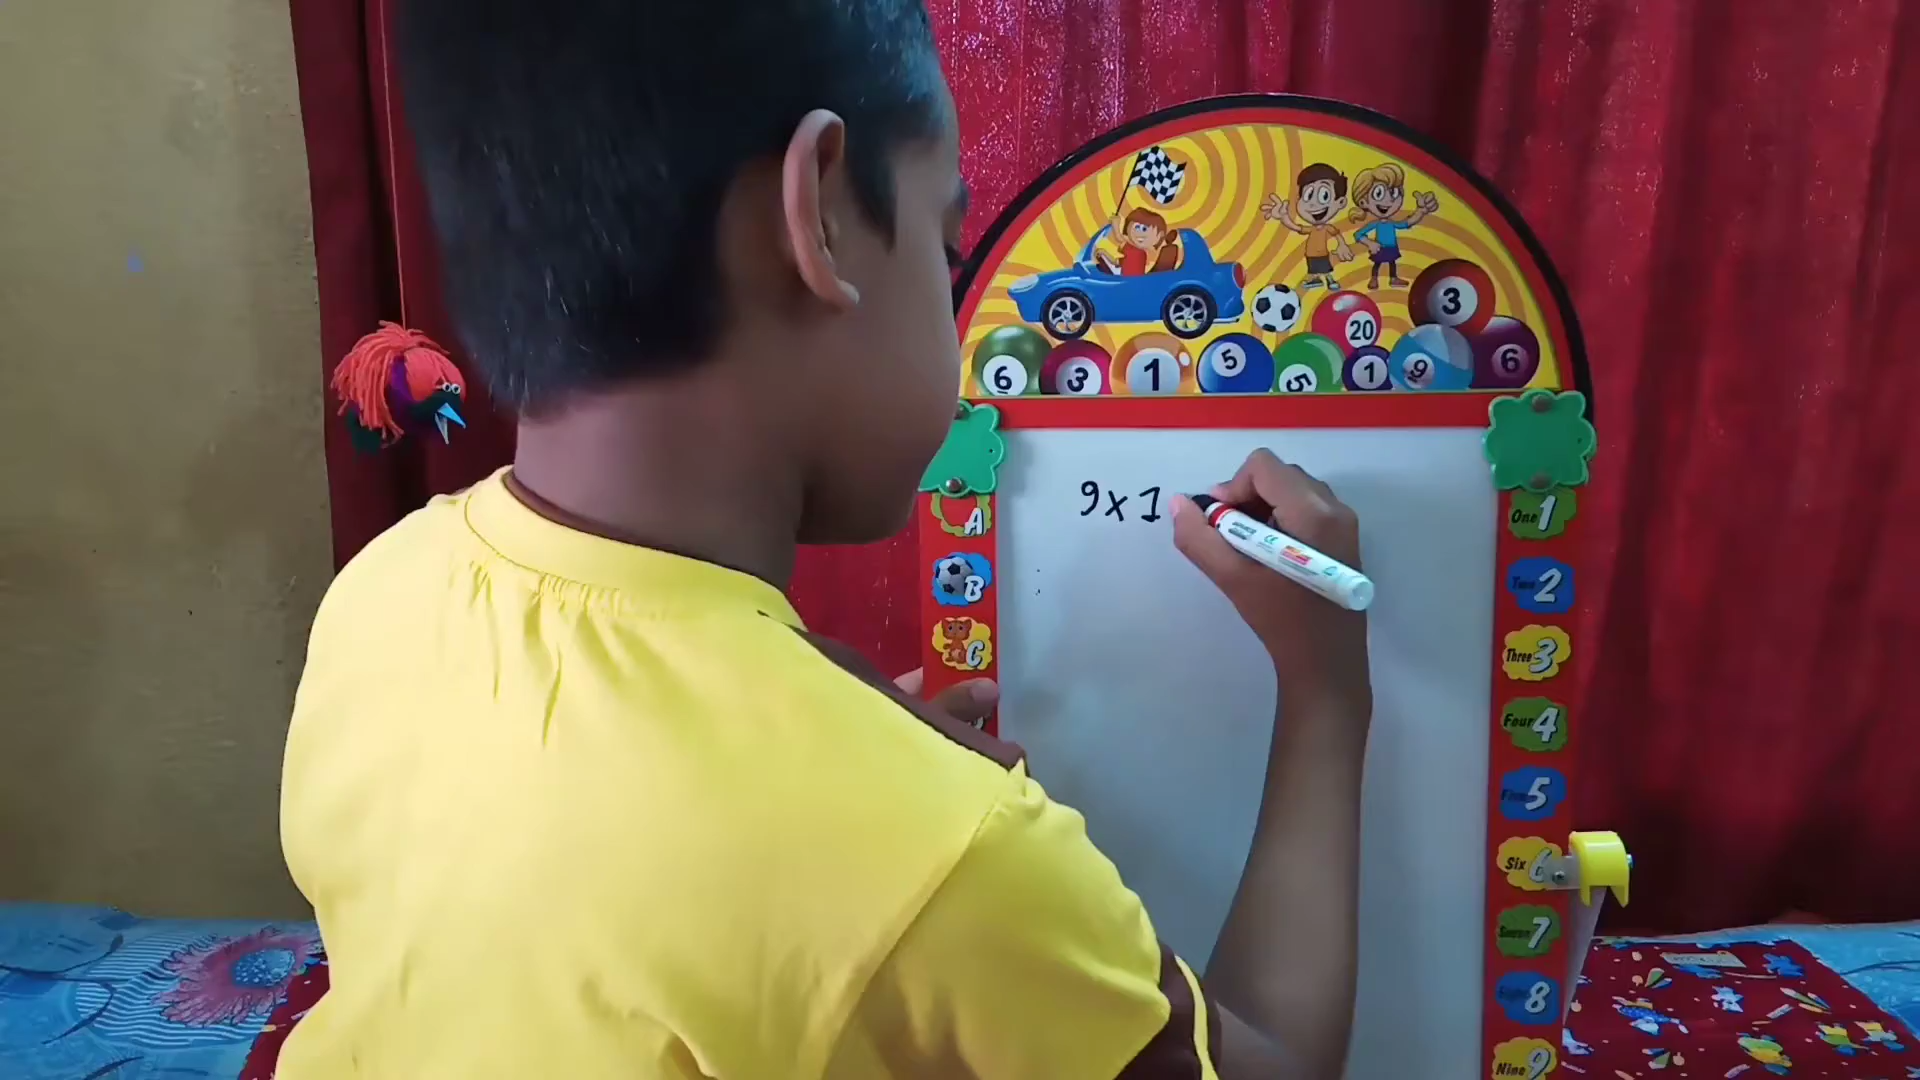 9x1
20
3
6
3
1
5
5
1
9
6
A
B
C
One 1
Two 2
Three 3
Four 4
Five 5
Six 6
Seven 7
Eight 8
Nine 9